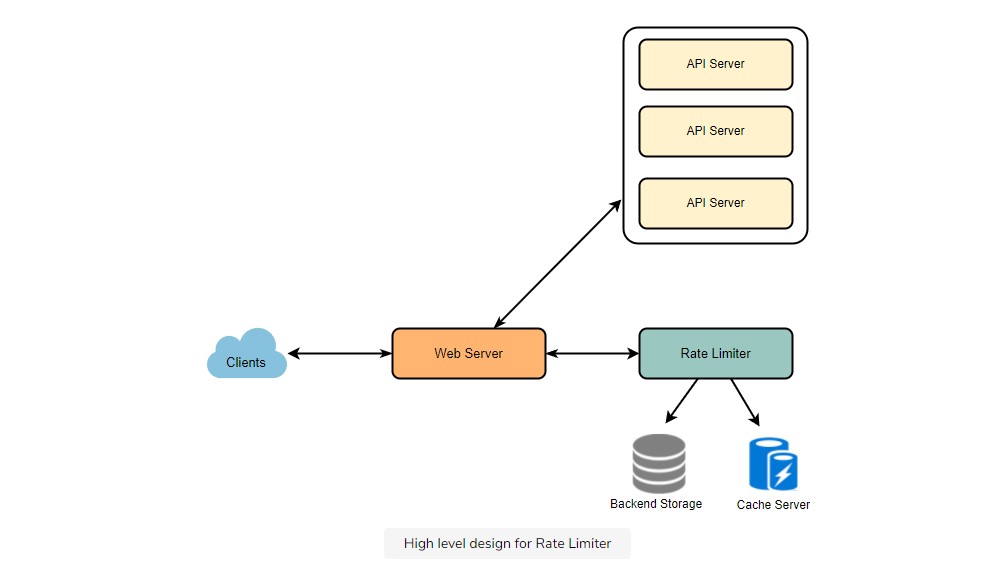 API Server
API Server
API Server
Clients
Web Server
Rate Limiter
Backend Storage
Cache Server
High level design for Rate Limiter